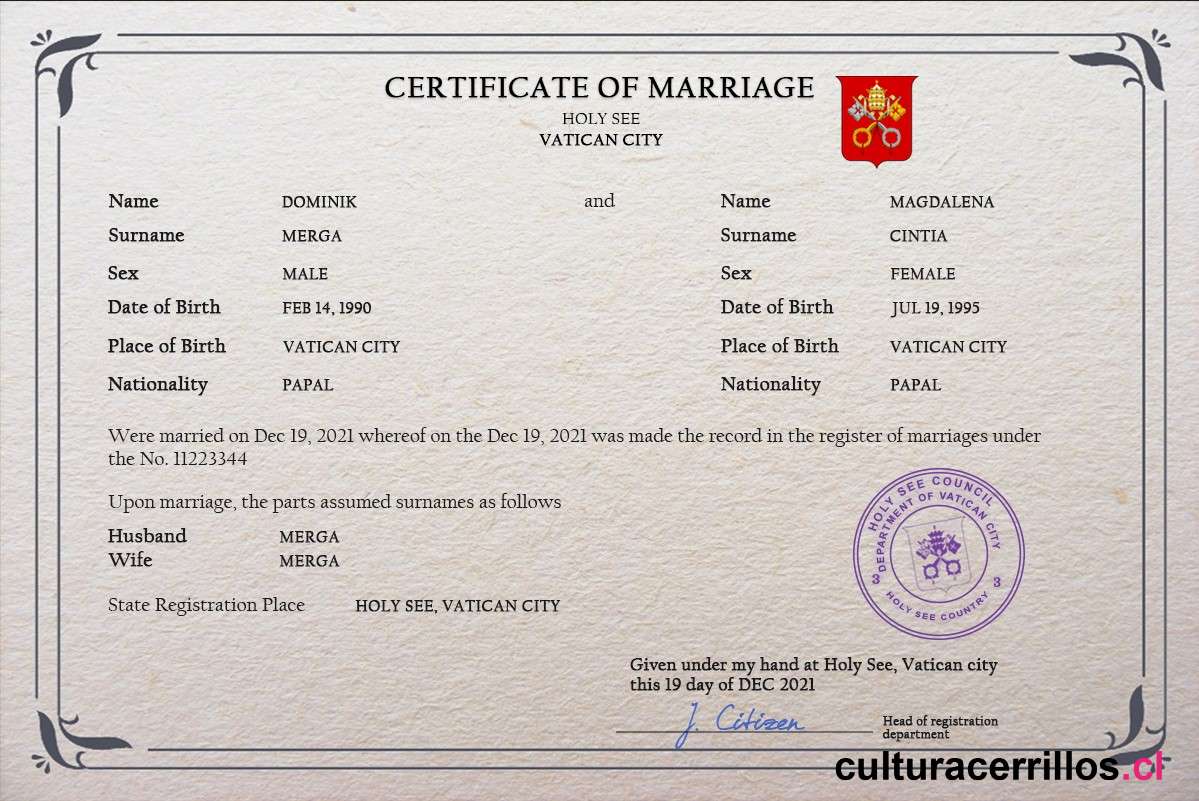 CERTIFICATE OF MARRIAGE
HOLY SEE
VATICAN CITY
Name DOMINIK and Name MAGDALENA
Surname MERGA Surname CINTIA
Sex MALE Sex FEMALE
Date of Birth FEB 14, 1990 Date of Birth JUL 19, 1995
Place of Birth VATICAN CITY Place of Birth VATICAN CITY
Nationality PAPAL Nationality PAPAL
Were married on Dec 19, 2021 whereof on the Dec 19, 2021 was made the record in the register of marriages under
the No. 11223344
Upon marriage, the parts assumed surnames as follows
Husband MERGA
Wife MERGA
State Registration Place HOLY SEE, VATICAN CITY
HOLY SEE COUNCIL
DEPARTMENT OF VATICAN CITY
3 3
HOLY SEE COUNTRY
Given under my hand at Holy See, Vatican city
this 19 day of DEC 2021
J. Citizen
Head of registration
department
culturacerrillos.cl